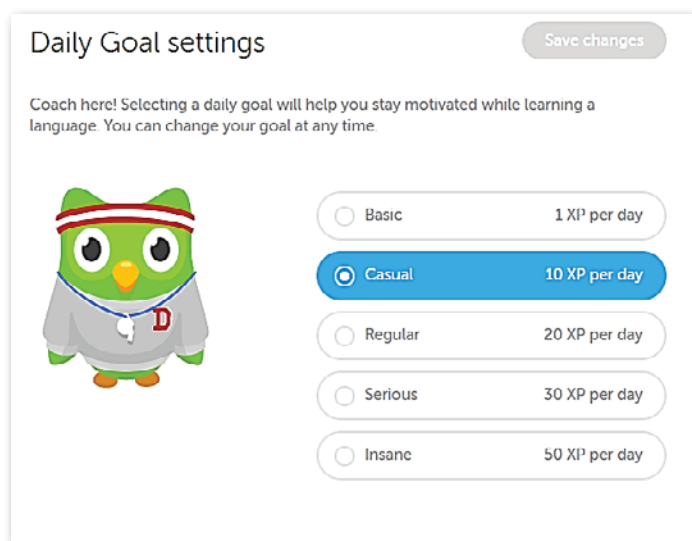 Daily Goal settings
Save changes
Coach here! Selecting a daily goal will help you stay motivated while learning a
language. You can change your goal at any time.
Basic 1 XP per day
Casual 10 XP per day
D
Regular 20 XP per day
Serious 30 XP per day
Insane 50 XP per day